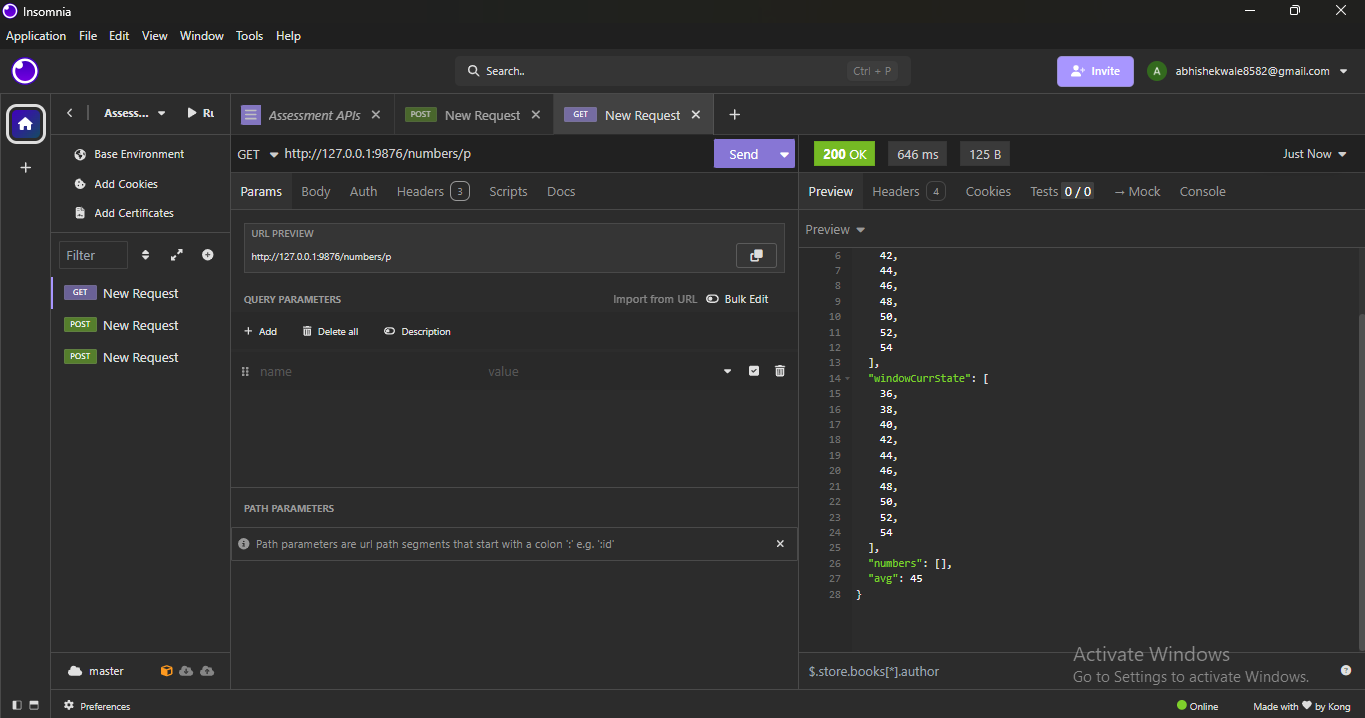 Insomnia
Application File Edit View Window Tools Help
Search.. Ctrl + P
Invite
A abhishekwale8582@gmail.com
Assess... Ru
Assessment APIs
POST New Request
GET New Request
Base Environment
Add Cookies
Add Certificates
Filter
GET New Request
POST New Request
POST New Request
master
Preferences
GET http://127.0.0.1:9876/numbers/p
Send
Params Body Auth Headers 3 Scripts Docs
URL PREVIEW
http://127.0.0.1:9876/numbers/p
QUERY PARAMETERS Import from URL Bulk Edit
Add Delete all Description
name value
PATH PARAMETERS
Path parameters are url path segments that start with a colon ':' e.g. ':id'
200 OK 646 ms 125 B Just Now
Preview Headers 4 Cookies Tests 0 / 0 → Mock Console
Preview
6 42,
7 44,
8 46,
9 48,
10 50,
11 52,
12 54
13 ],
14 "windowCurrState": [
15 36,
16 38,
17 40,
18 42,
19 44,
20 46,
21 48,
22 50,
23 52,
24 54
25 ],
26 "numbers": [],
27 "avg": 45
28 }
$.store.books[*].author
Activate Windows
Go to Settings to activate Windows.
Online Made with by Kong